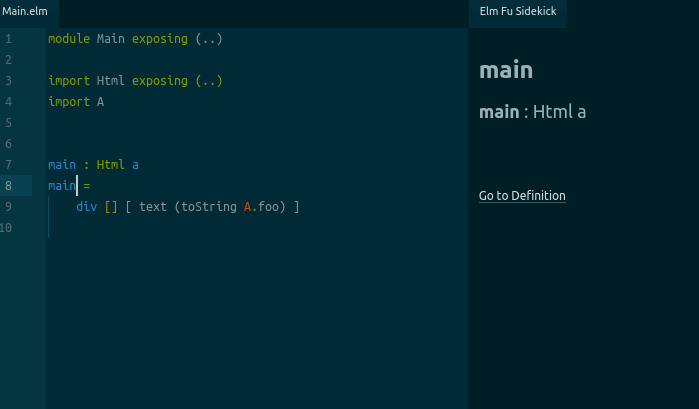 Main.elm
1 module Main exposing (..)
2
3 import Html exposing (..)
4 import A
5
6
7 main : Html a
8 main =
9     div [] [ text (toString A.foo) ]
10
Elm Fu Sidekick
main
main : Html a
Go to Definition